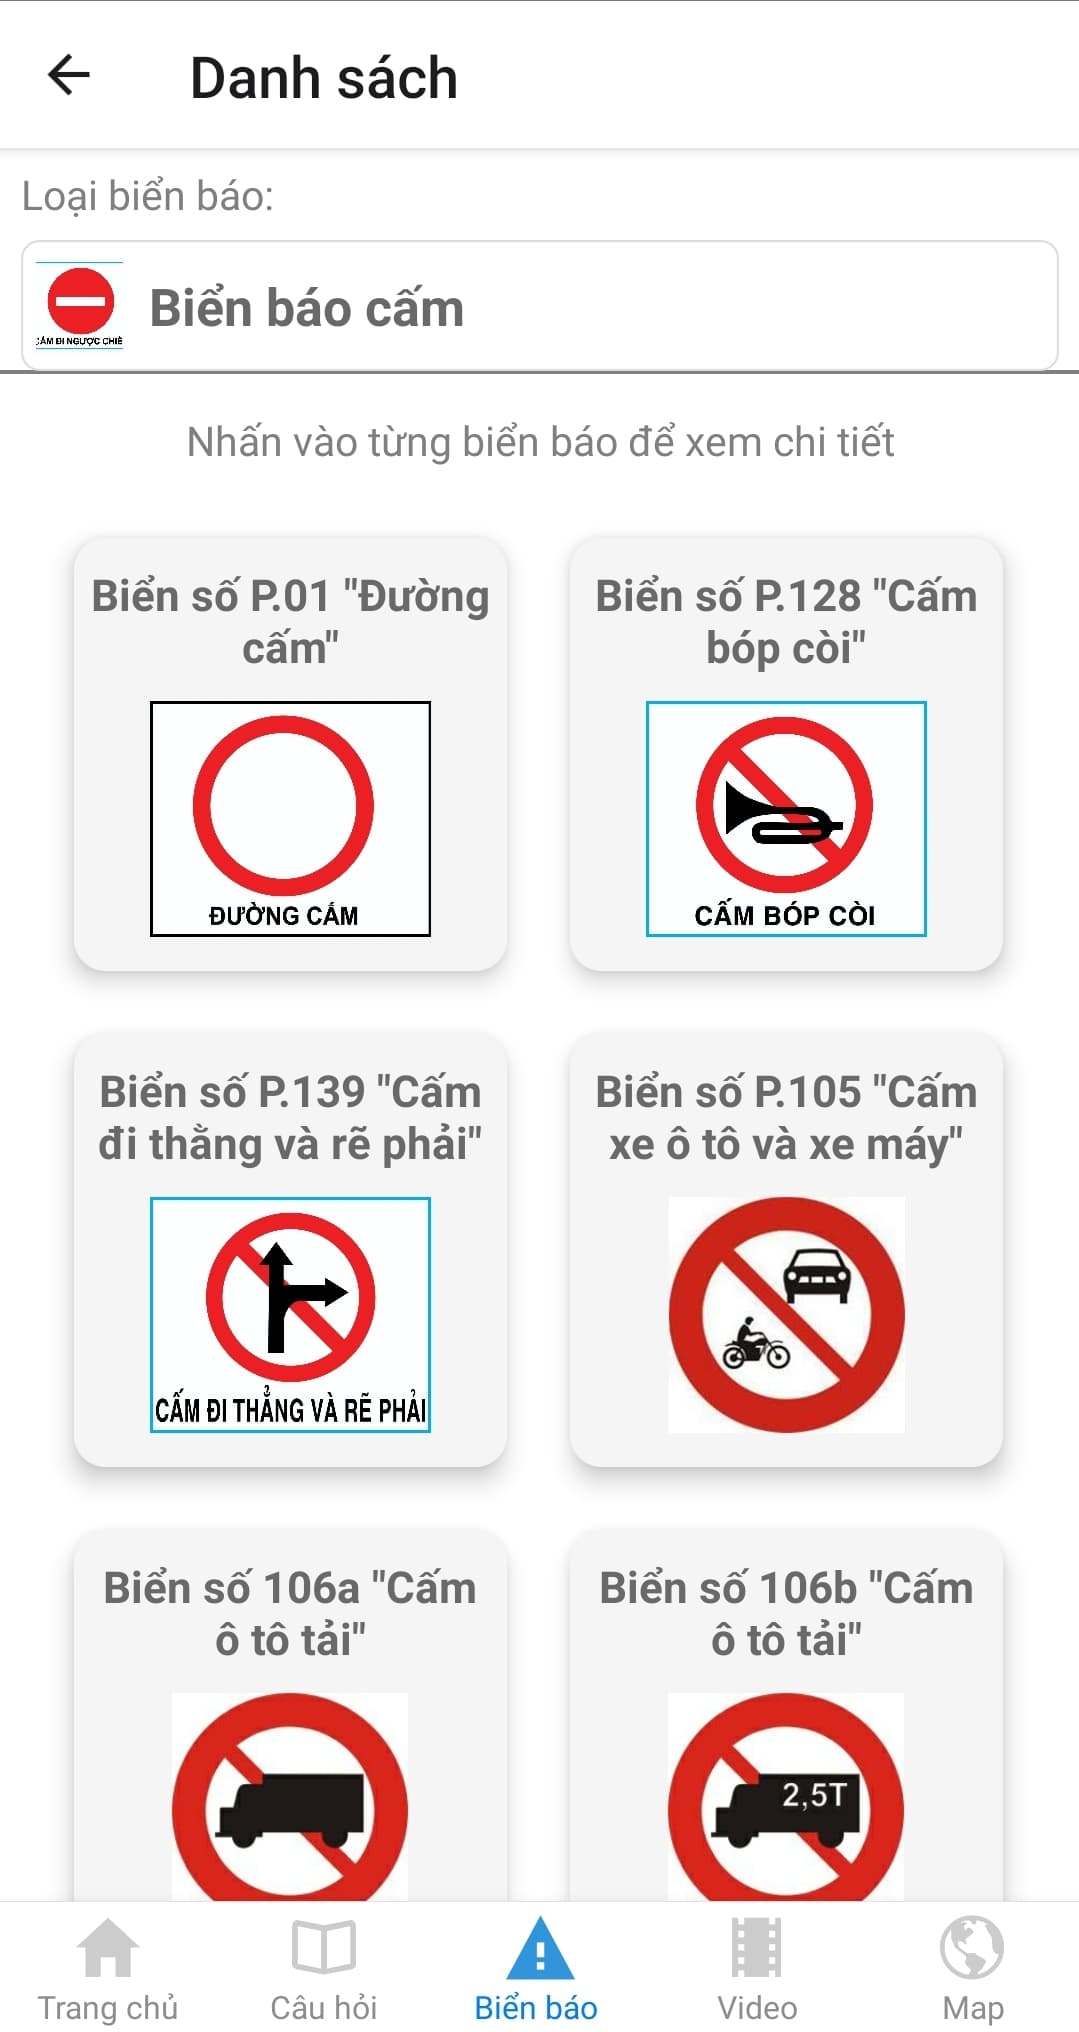 Danh sách
Loại biển báo:
Biển báo cấm
CẤM ĐI NGƯỢC CHIỀ
Nhấn vào từng biển báo để xem chi tiết
Biển số P.01 "Đường
cấm"
ĐƯỜNG CẤM
Biển số P.128 "Cấm
bóp còi"
CẤM BÓP CÒI
Biển số P.139 "Cấm
đi thẳng và rẽ phải"
CẤM ĐI THẲNG VÀ RẼ PHẢI
Biển số P.105 "Cấm
xe ô tô và xe máy"
Biển số 106a "Cấm
ô tô tải"
Biển số 106b "Cấm
ô tô tải"
2,5T
Trang chủ
Câu hỏi
Biển báo
Video
Map